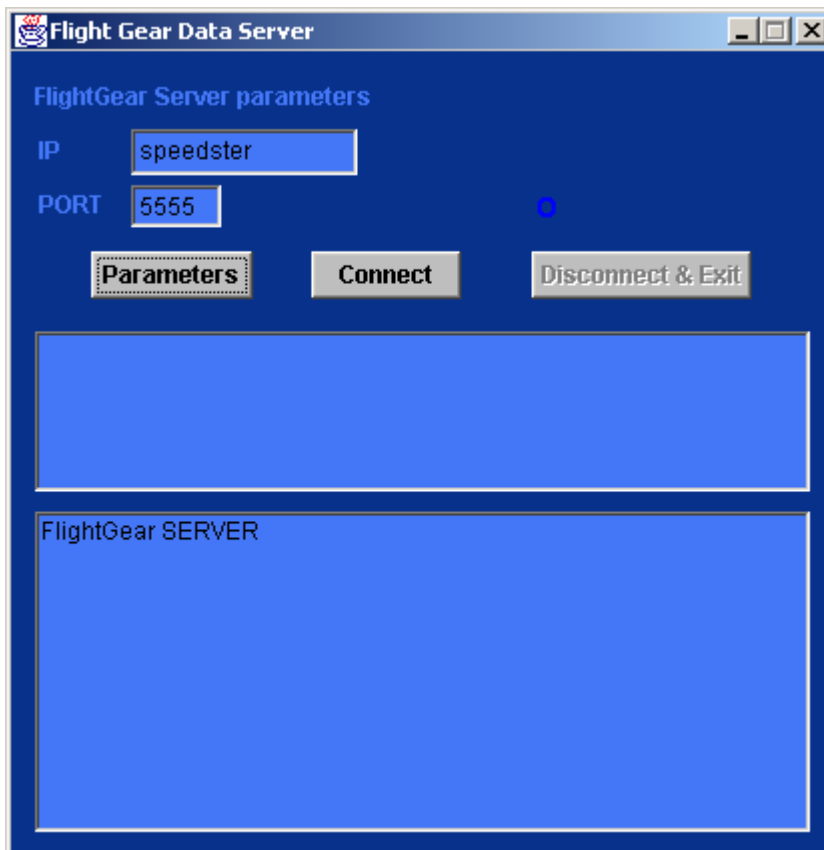 Flight Gear Data Server
FlightGear Server parameters
IP speedster
PORT 5555 o
Parameters Connect Disconnect & Exit
FlightGear SERVER